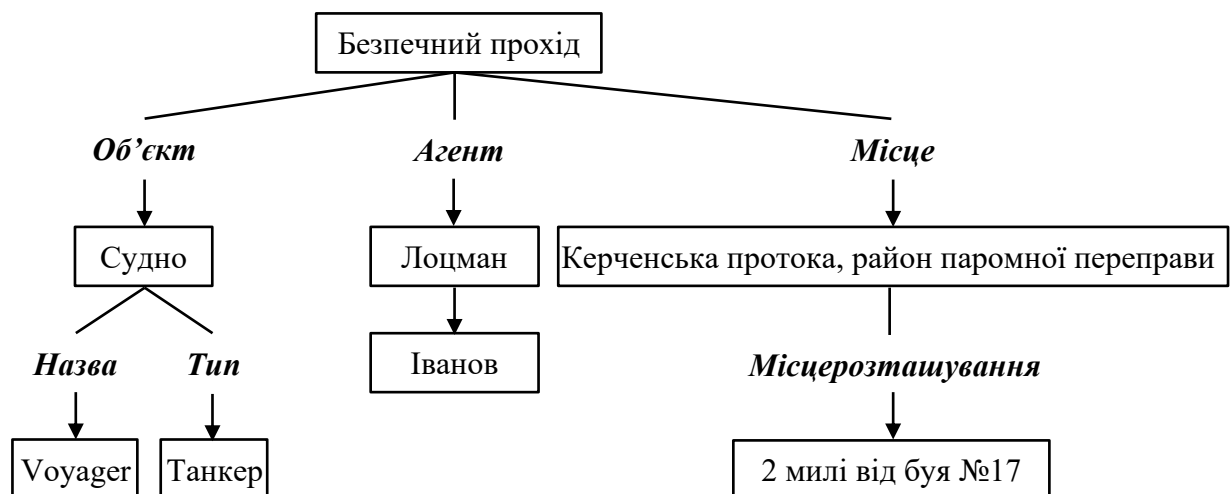 Безпечний прохід
Об’єкт
Агент
Місце
Судно
Лоцман
Керченська протока, район паромної переправи
Назва
Тип
Іванов
Місцерозташування
Voyager
Танкер
2 милі від буя №17